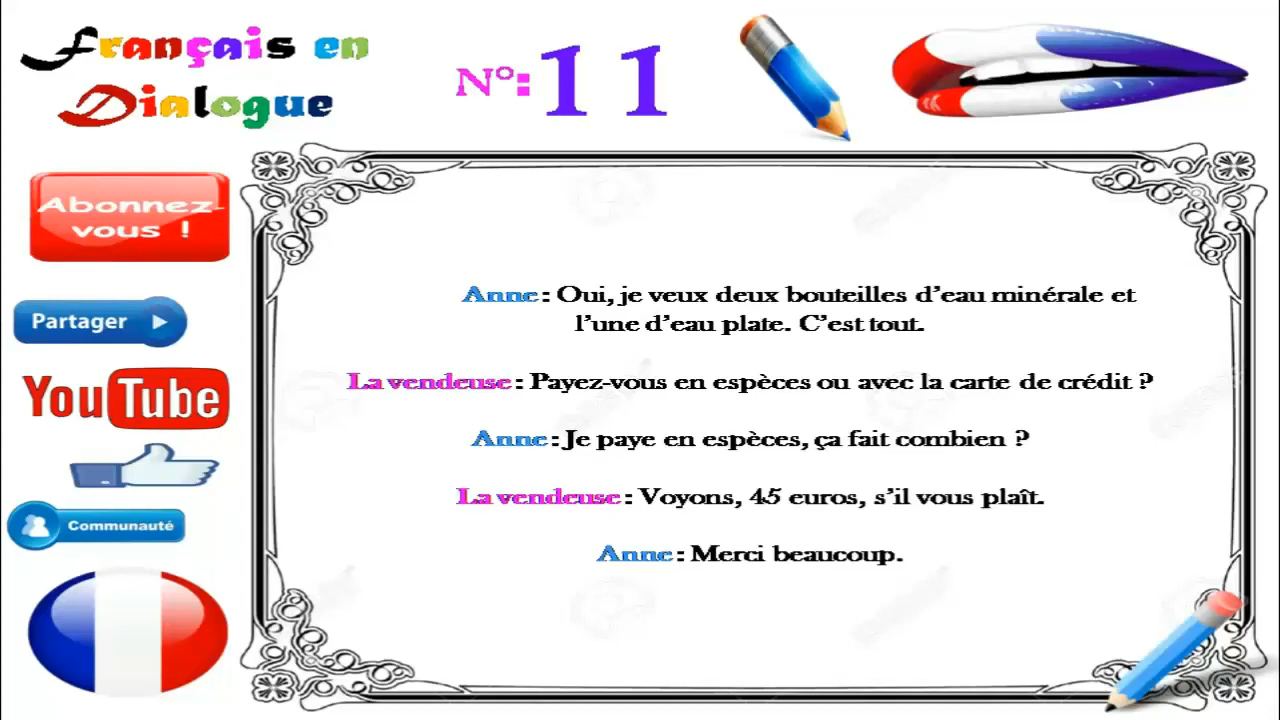 Français en
Dialogue
N°:11
Abonnez-
vous !
Partager
YouTube
Communauté
Anne : Oui, je veux deux bouteilles d’eau minérale et
l’une d’eau plate. C’est tout.
La vendeuse : Payez-vous en espèces ou avec la carte de crédit ?
Anne : Je paye en espèces, ça fait combien ?
La vendeuse : Voyons, 45 euros, s’il vous plaît.
Anne : Merci beaucoup.